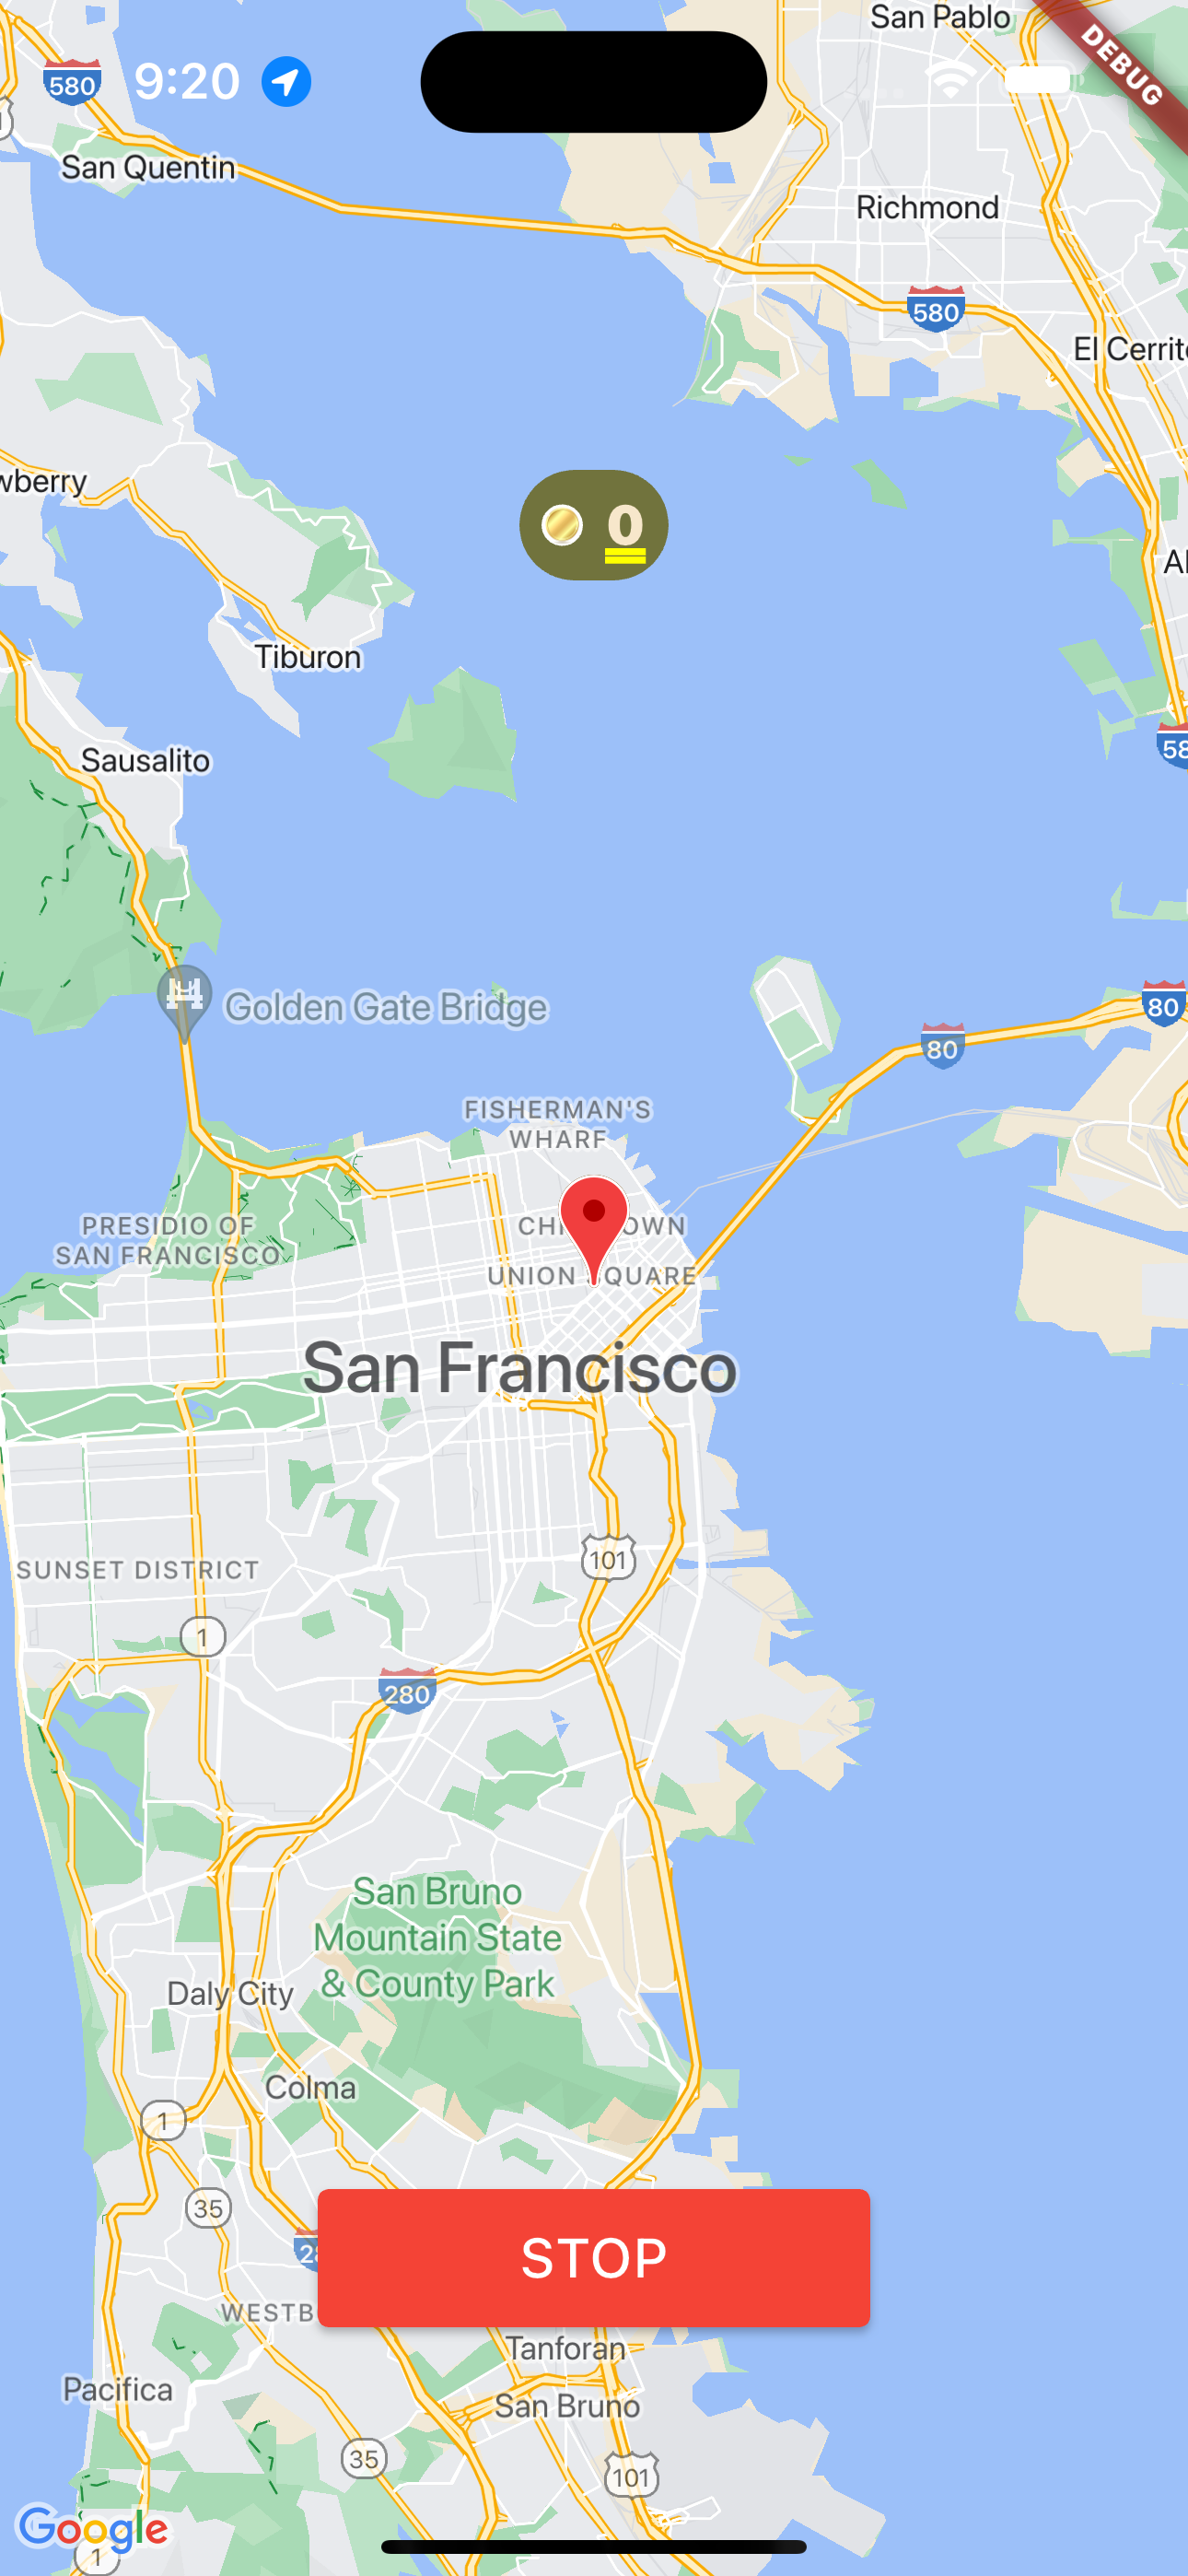 San Pablo
DEBUG
580
9:20
San Quentin
Richmond
580
El Cerrit
wberry
0
Tiburon
Sausalito
58
Golden Gate Bridge
80
80
FISHERMAN'S
WHARF
PRESIDIO OF
SAN FRANCISCO
CHI OWN
UNION SQUARE
San Francisco
101
SUNSET DISTRICT
1
280
San Bruno
Mountain State
& County Park
Daly City
Colma
1
35
28
STOP
WESTB
Tanforan
Pacifica
San Bruno
35
101
Google
1